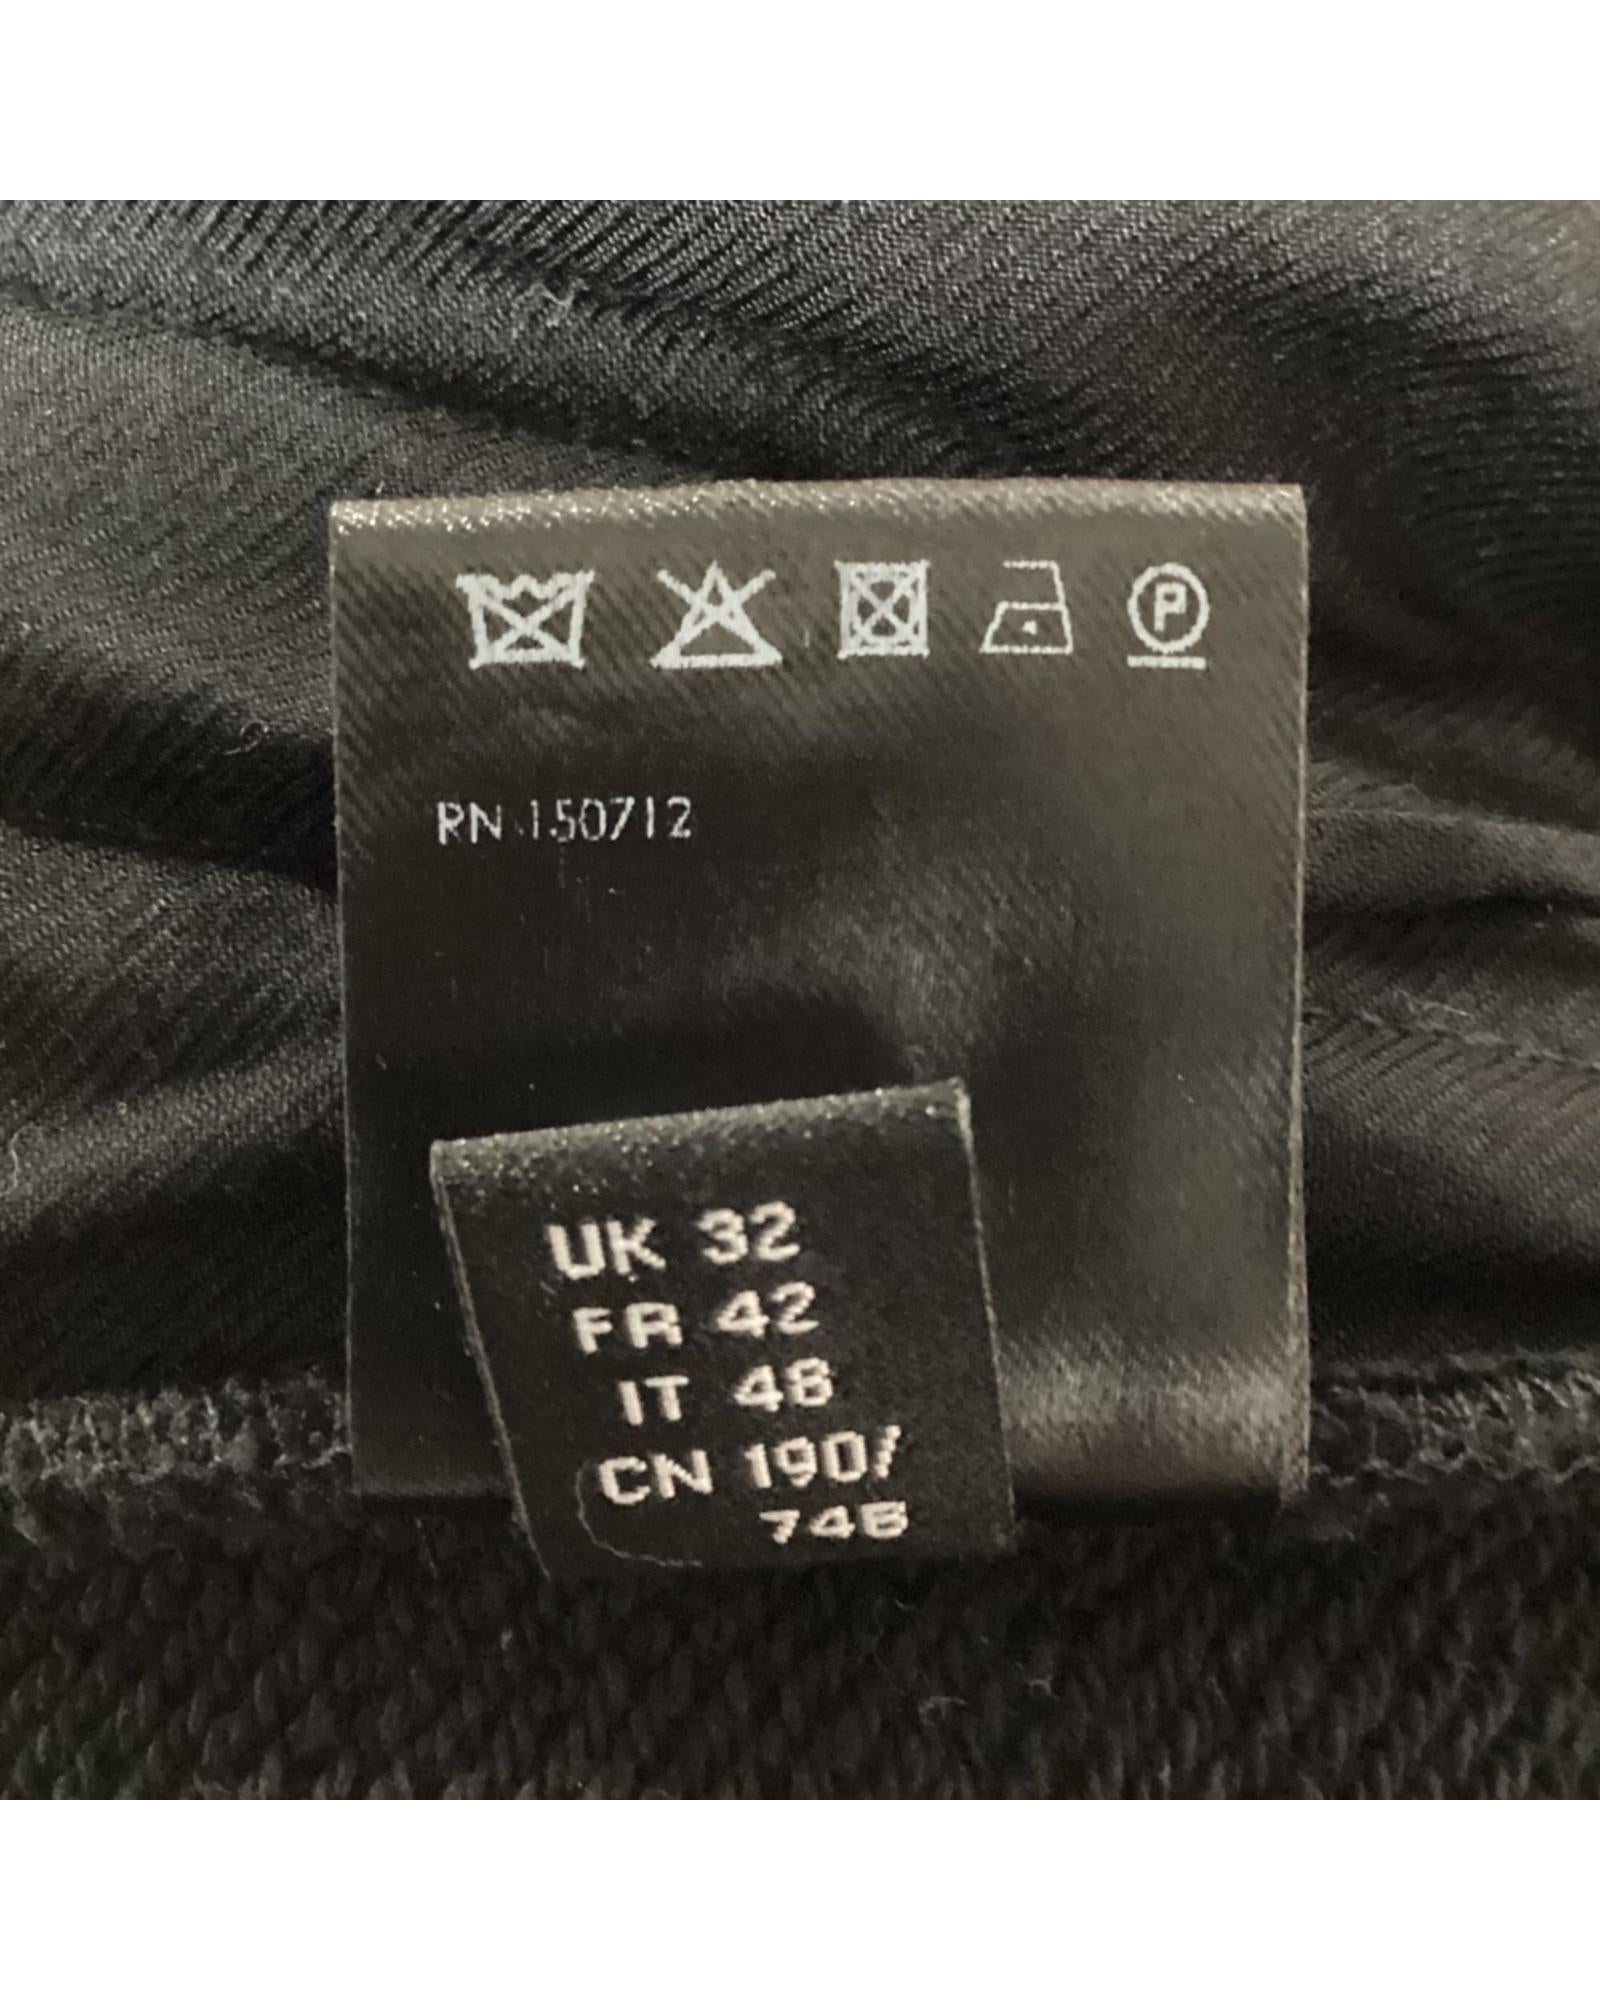 P
RN 150712
UK 32
FR 42
IT 48
CN 190/
74B